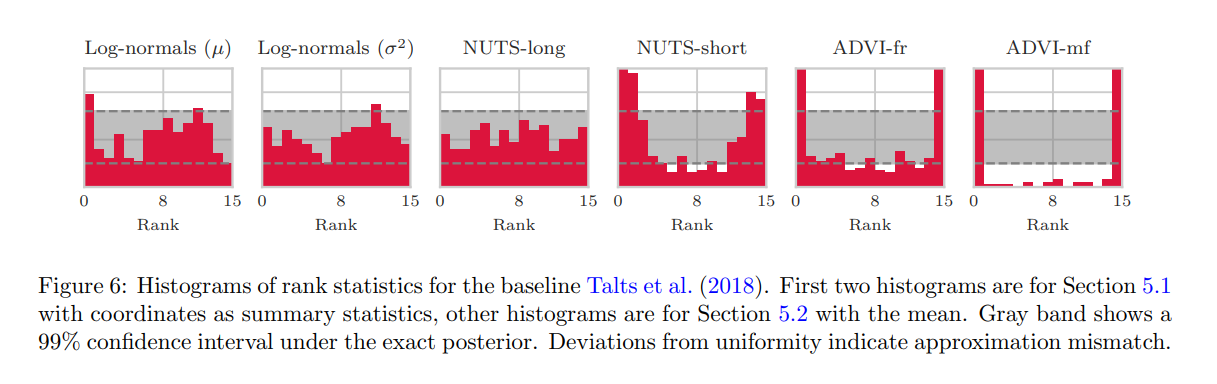 Log-normals (μ) Log-normals (σ²) NUTS-long NUTS-short ADVI-fr ADVI-mf
0 8 15 0 8 15 0 8 15 0 8 15 0 8 15 0 8 15
Rank Rank Rank Rank Rank Rank
Figure 6: Histograms of rank statistics for the baseline Talts et al. (2018). First two histograms are for Section 5.1
with coordinates as summary statistics, other histograms are for Section 5.2 with the mean. Gray band shows a
99% confidence interval under the exact posterior. Deviations from uniformity indicate approximation mismatch.